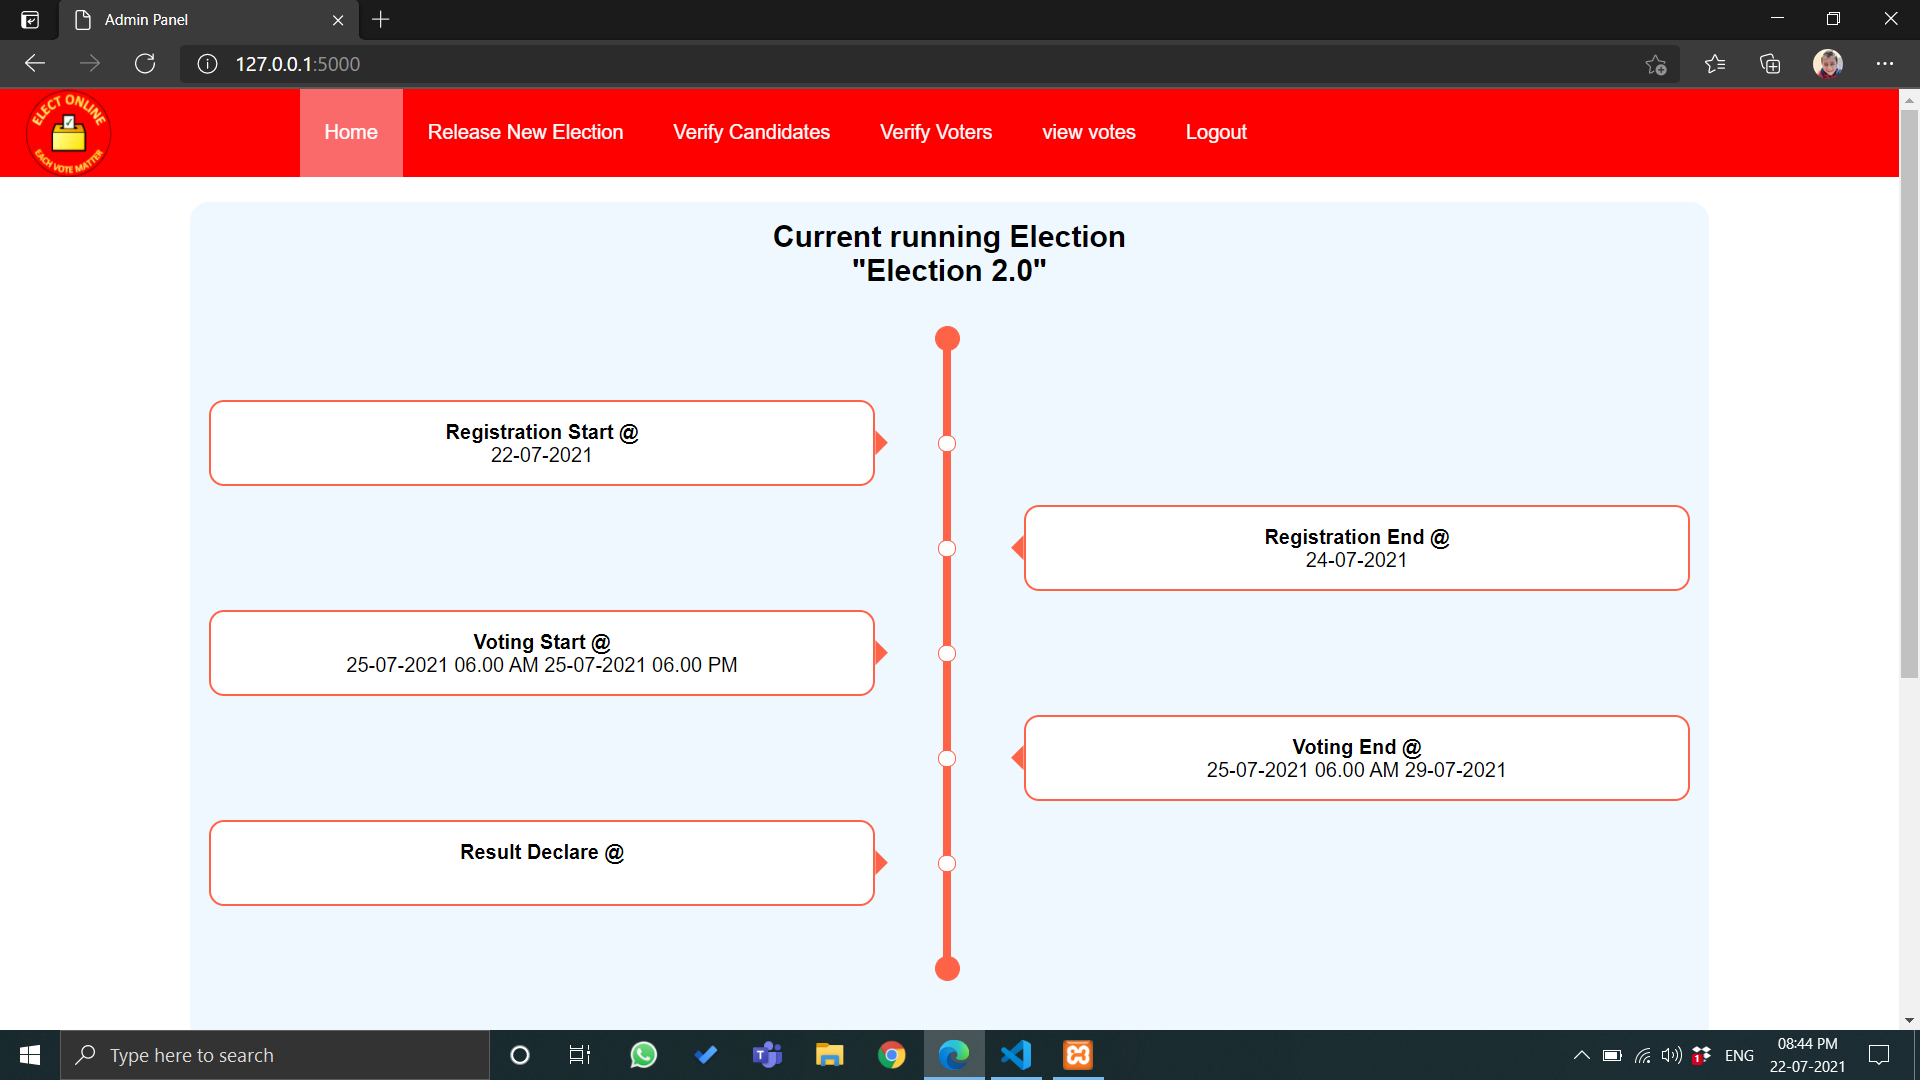 Admin Panel
127.0.0.1:5000
ELECT ONLINE
EACH VOTE MATTER
Home
Release New Election
Verify Candidates
Verify Voters
view votes
Logout
Current running Election
"Election 2.0"
Registration Start @
22-07-2021
Registration End @
24-07-2021
Voting Start @
25-07-2021 06.00 AM 25-07-2021 06.00 PM
Voting End @
25-07-2021 06.00 AM 29-07-2021
Result Declare @
Type here to search
1
ENG
08:44 PM
22-07-2021